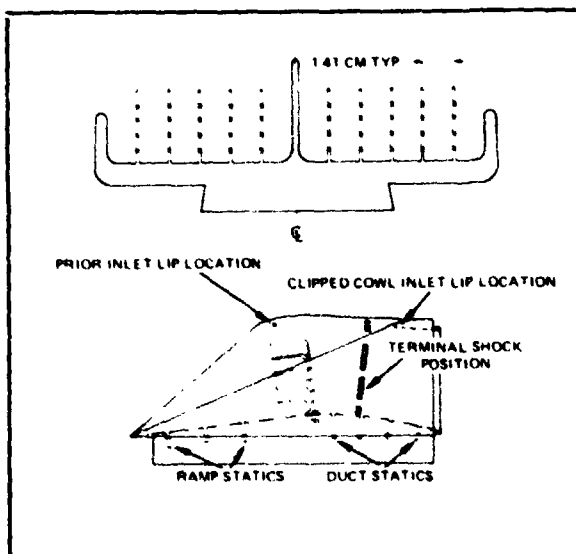 1.41 CM TYP
℄
PRIOR INLET LIP LOCATION
CLIPPED COWL INLET LIP LOCATION
TERMINAL SHOCK
POSITION
RAMP STATICS
DUCT STATICS